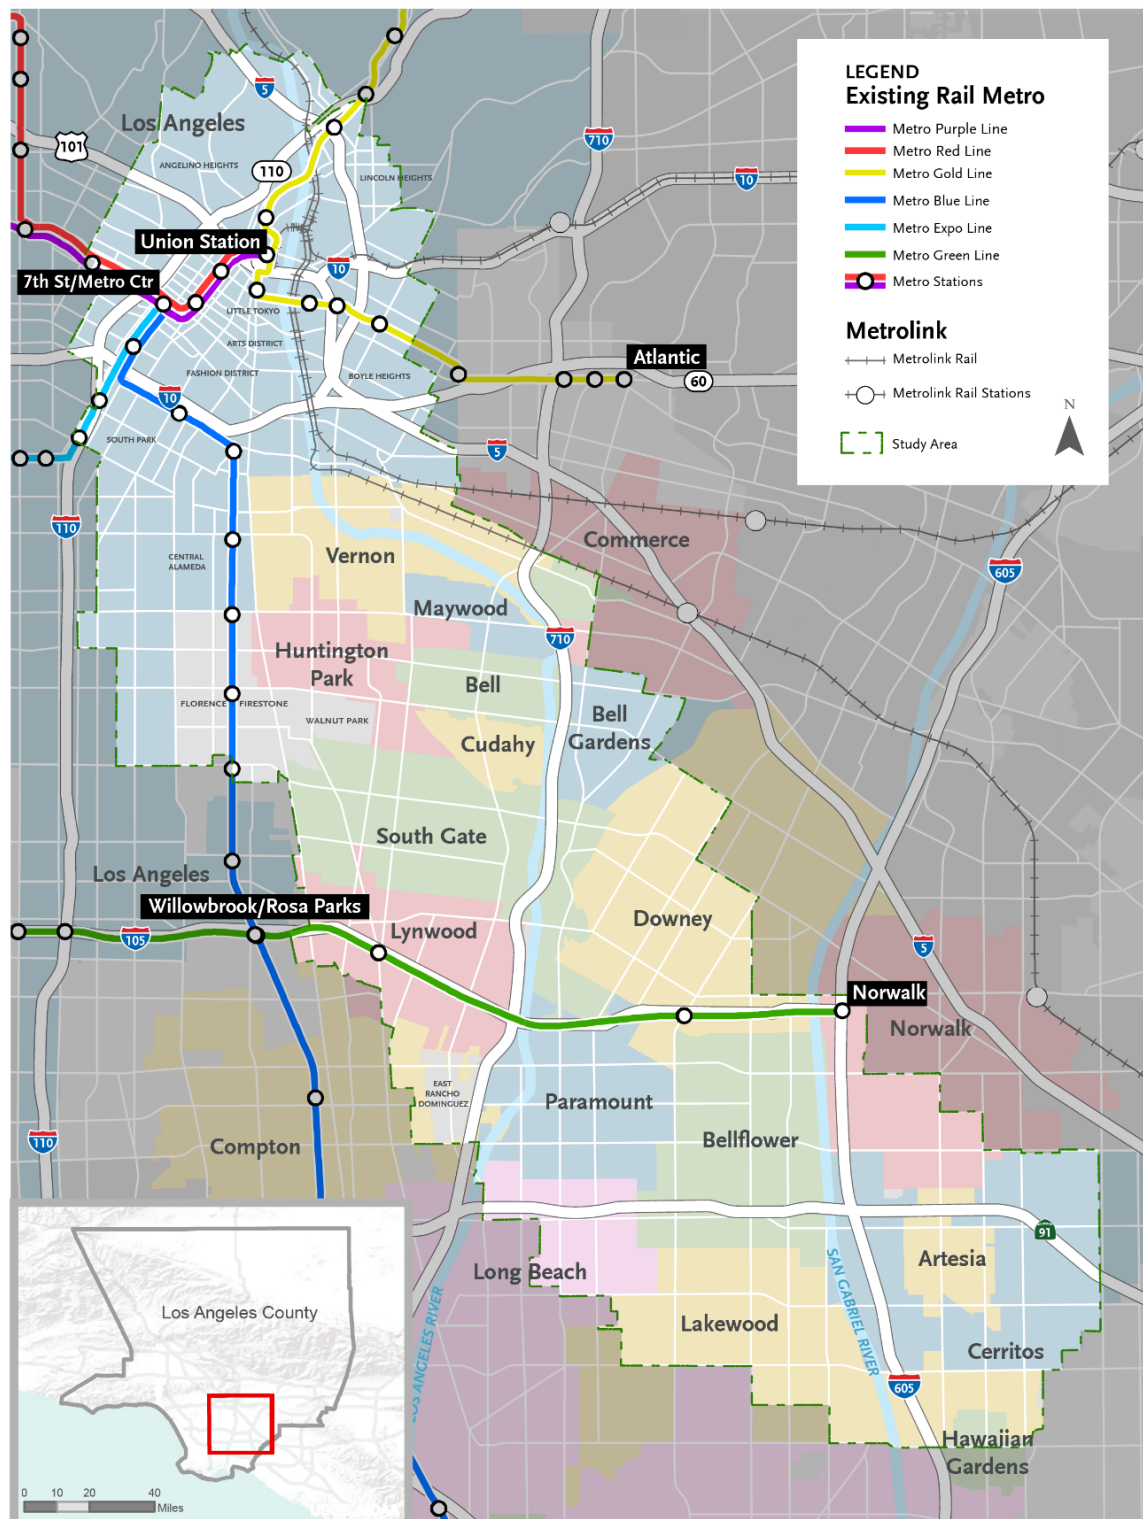 LEGEND
Existing Rail Metro
Metro Purple Line
Metro Red Line
Metro Gold Line
Metro Blue Line
Metro Expo Line
Metro Green Line
Metro Stations
Metrolink
Metrolink Rail
Metrolink Rail Stations
Study Area
N
5
Los Angeles
101
710
ANGELINO HEIGHTS
110
LINCOLN HEIGHTS
10
Union Station
10
7th St/Metro Ctr
LITTLE TOKYO
ARTS DISTRICT
Atlantic
60
FASHION DISTRICT
BOYLE HEIGHTS
10
SOUTH PARK
5
110
Commerce
Vernon
CENTRAL
ALAMEDA
605
Maywood
710
Huntington
Park
Bell
FLORENCE
FIRESTONE
WALNUT PARK
Bell
Gardens
Cudahy
South Gate
Los Angeles
Willowbrook/Rosa Parks
Downey
105
Lynwood
5
Norwalk
Norwalk
EAST
RANCHO
DOMINGUEZ
Paramount
110
Compton
Bellflower
91
Artesia
Long Beach
SAN GABRIEL RIVER
LOS ANGELES RIVER
Lakewood
Cerritos
605
Hawaiian
Gardens
Los Angeles County
0
10
20
40
Miles